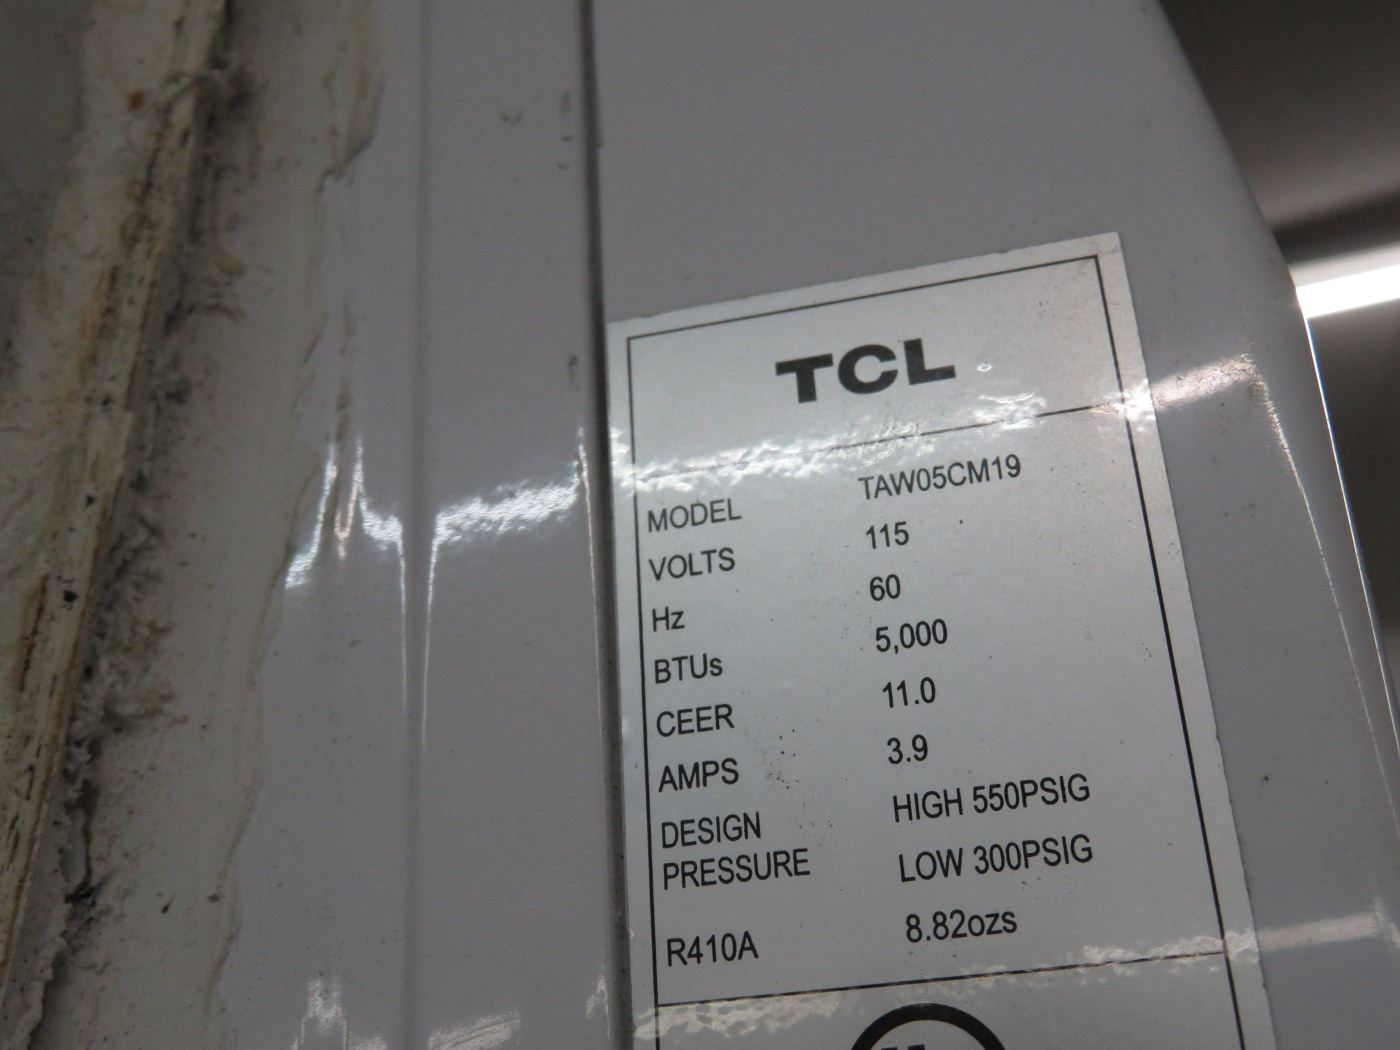 TCL
MODEL TAW05CM19
VOLTS 115
Hz 60
BTUs 5,000
CEER 11.0
AMPS 3.9
DESIGN PRESSURE HIGH 550PSIG
LOW 300PSIG
R410A 8.82ozs